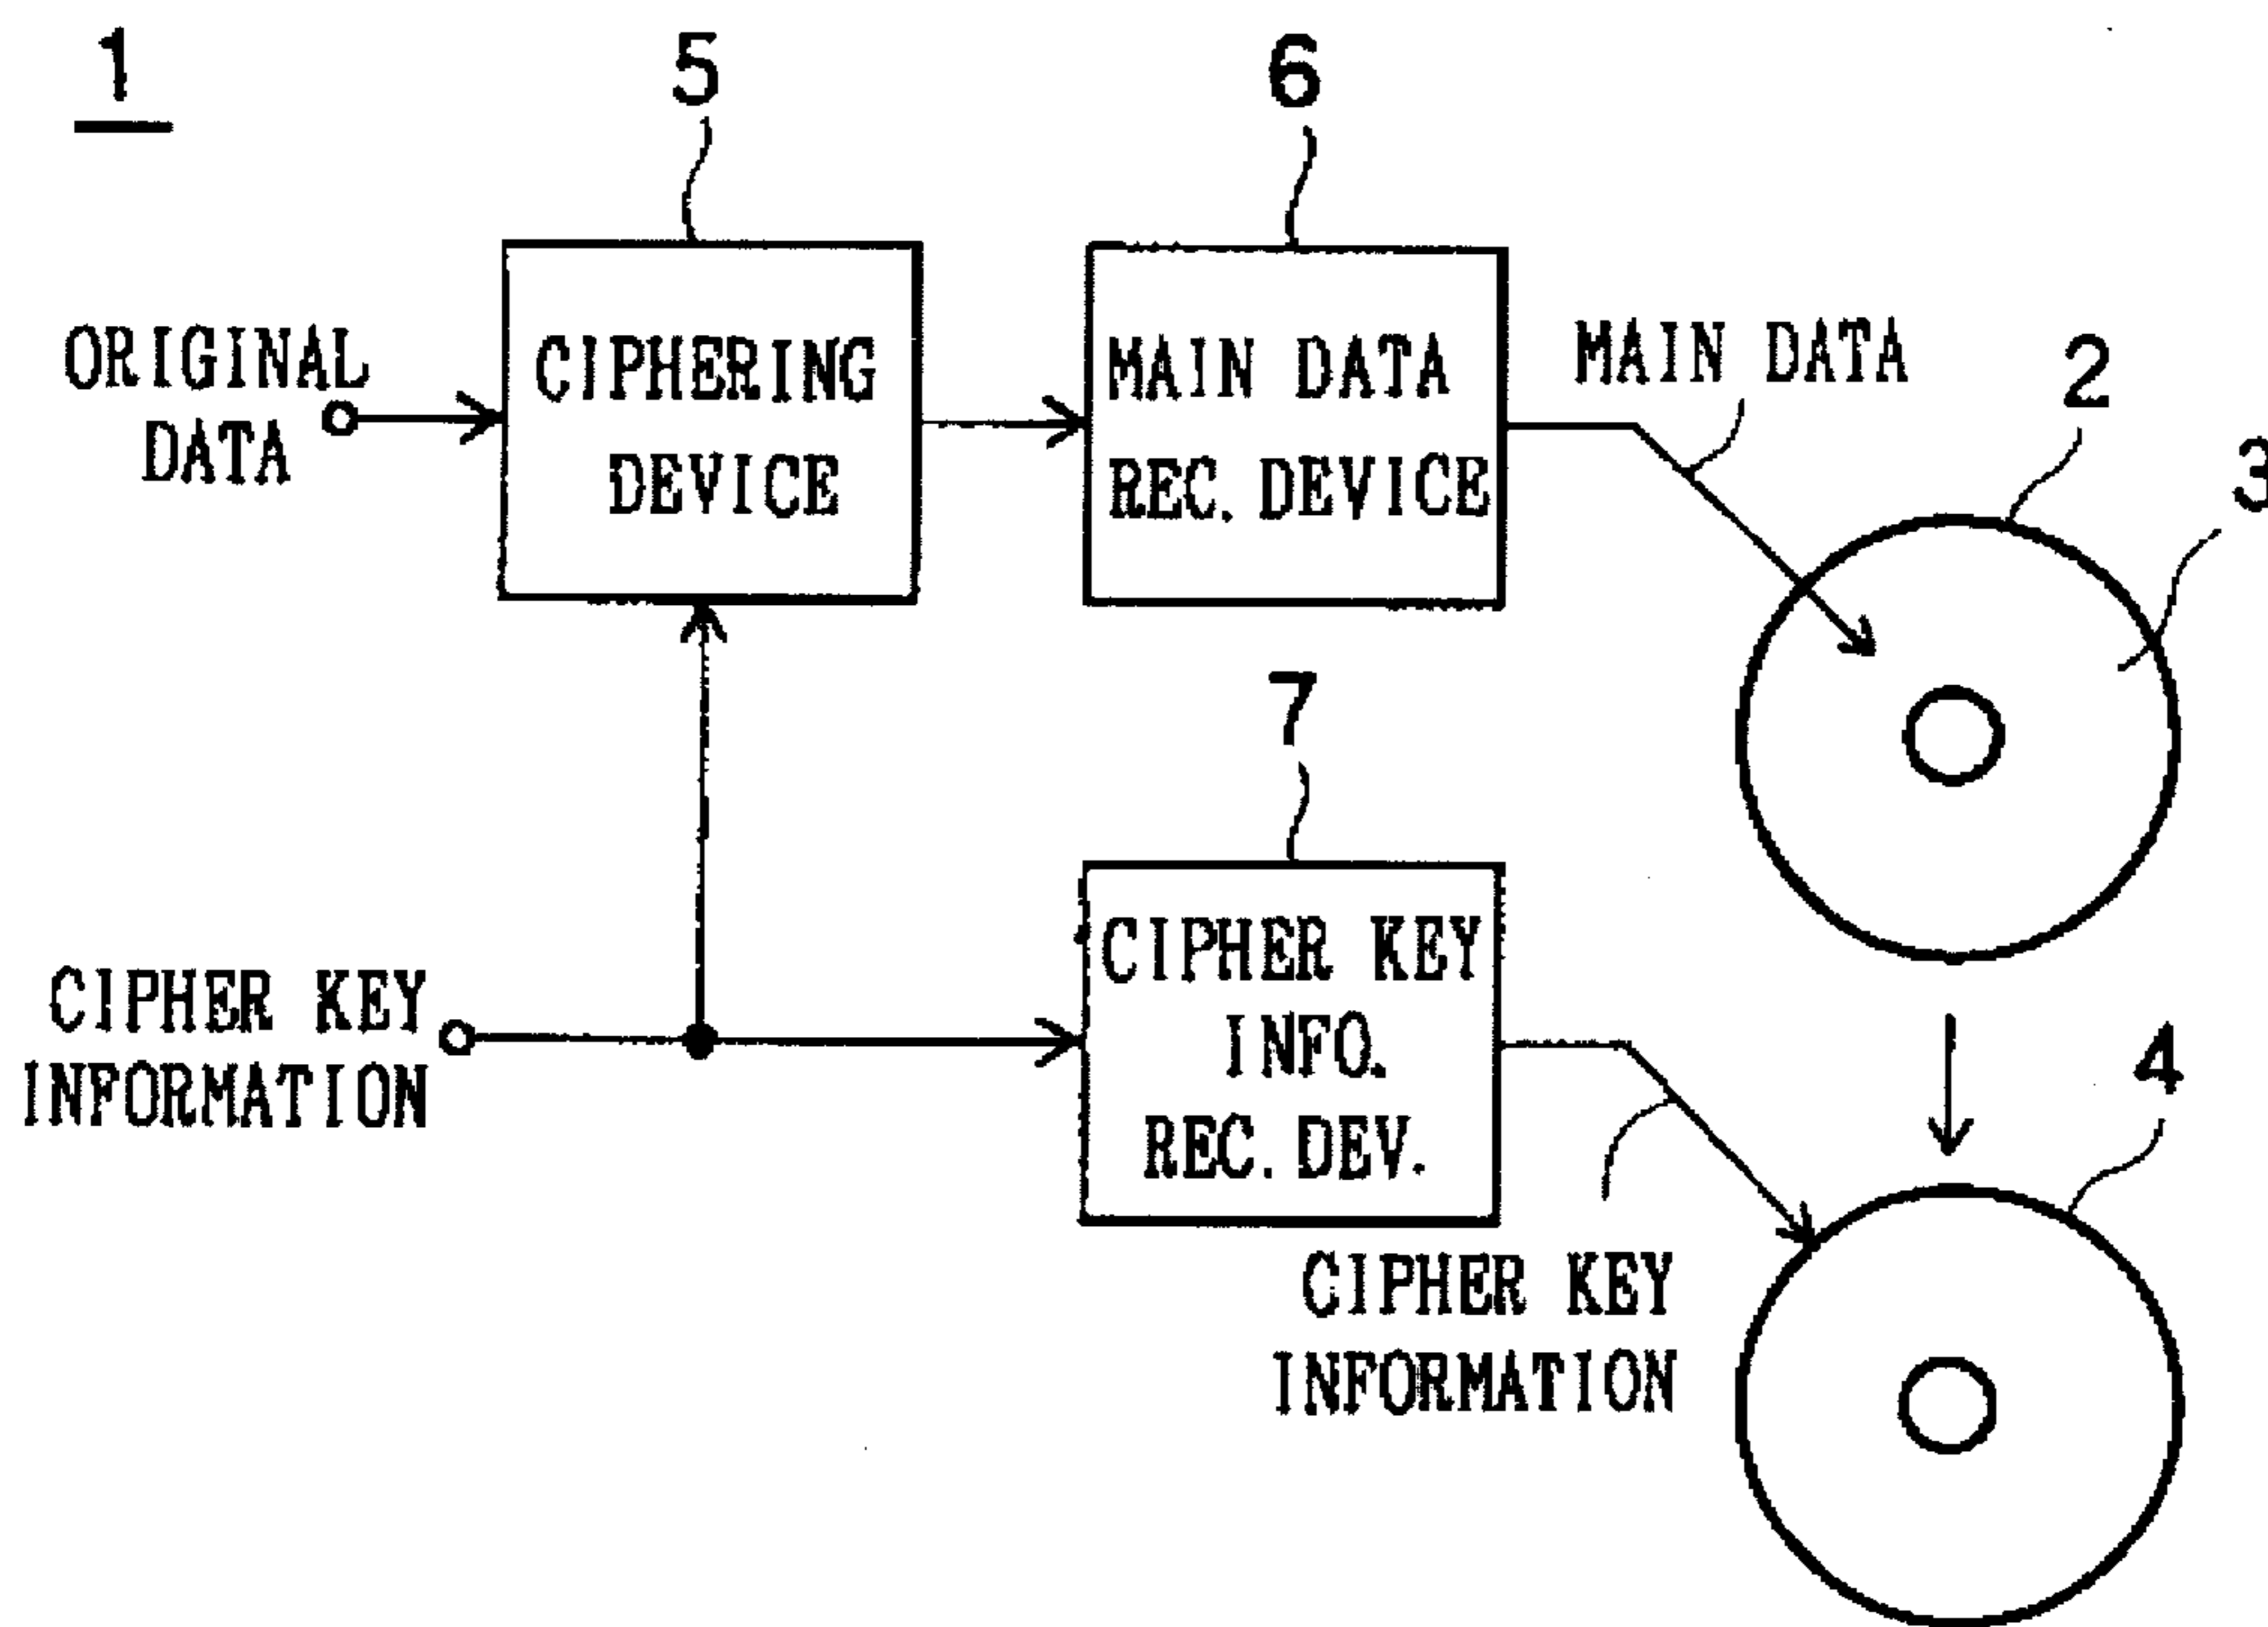 1
5
6
ORIGINAL
DATA
CIPHERING
DEVICE
MAIN DATA
REC. DEVICE
MAIN DATA
2
3
7
CIPHER KEY
INFORMATION
CIPHER KEY
INFO.
REC. DEV.
4
CIPHER KEY
INFORMATION